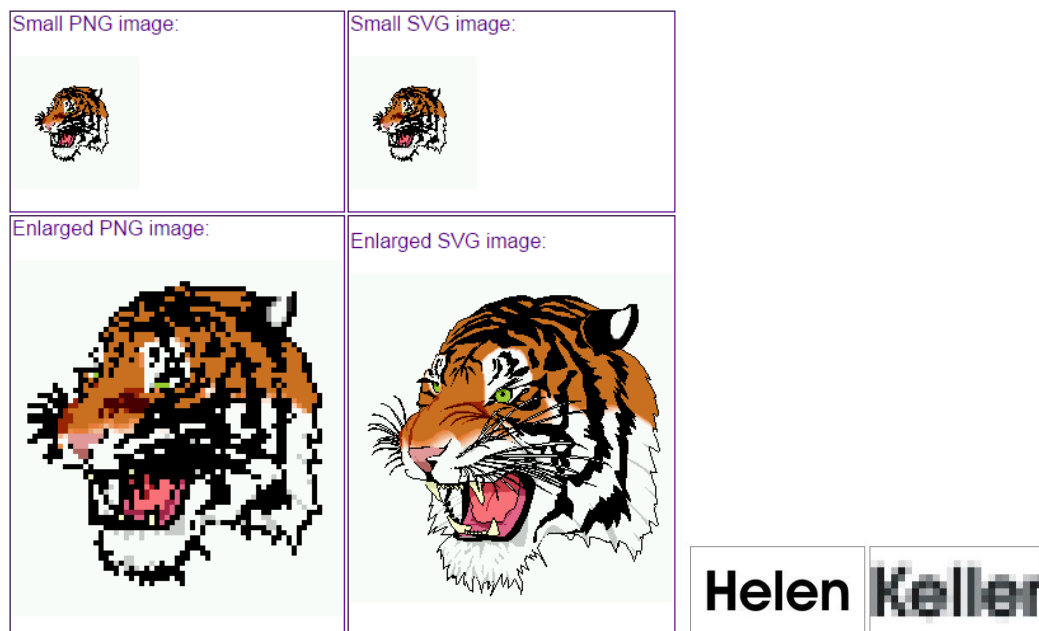 Small PNG image:
Small SVG image:
Enlarged PNG image:
Enlarged SVG image:
Helen
Keller